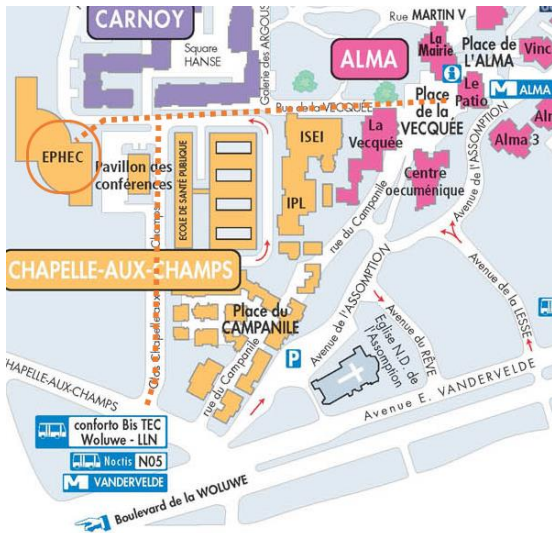 CARNOY
Rue MARTIN V
Square
HANSE
Galerie des ARGOUS
ALMA
La
Mairie
Place de
L'ALMA
Vinc
i
Le
Patio
M ALMA
Rue de la VECQUÉE
Place
de la
VECQUÉE
EPHEC
Pavillon des
conférences
ECOLE DE SANTÉ PUBLIQUE
ISEI
La
Vecquée
Alma 3
Centre
oecuménique
IPL
rue du Campanile
Avenue de l'ASSOMPTION
CHAPELLE-AUX-CHAMPS
Clos Chapelle-aux-Champs
Place du
CAMPANILE
Avenue de l'ASSOMPTION
Avenue de la LESSE
Avenue du RÊVE
P
Eglise N.D. de
l'Assomption
rue du Campanile
Avenue E. VANDERVELDE
CHAPELLE-AUX-CHAMPS
conforto Bis TEC
Woluwe - LLN
Noctis N05
M VANDERVELDE
Boulevard de la WOLUWE